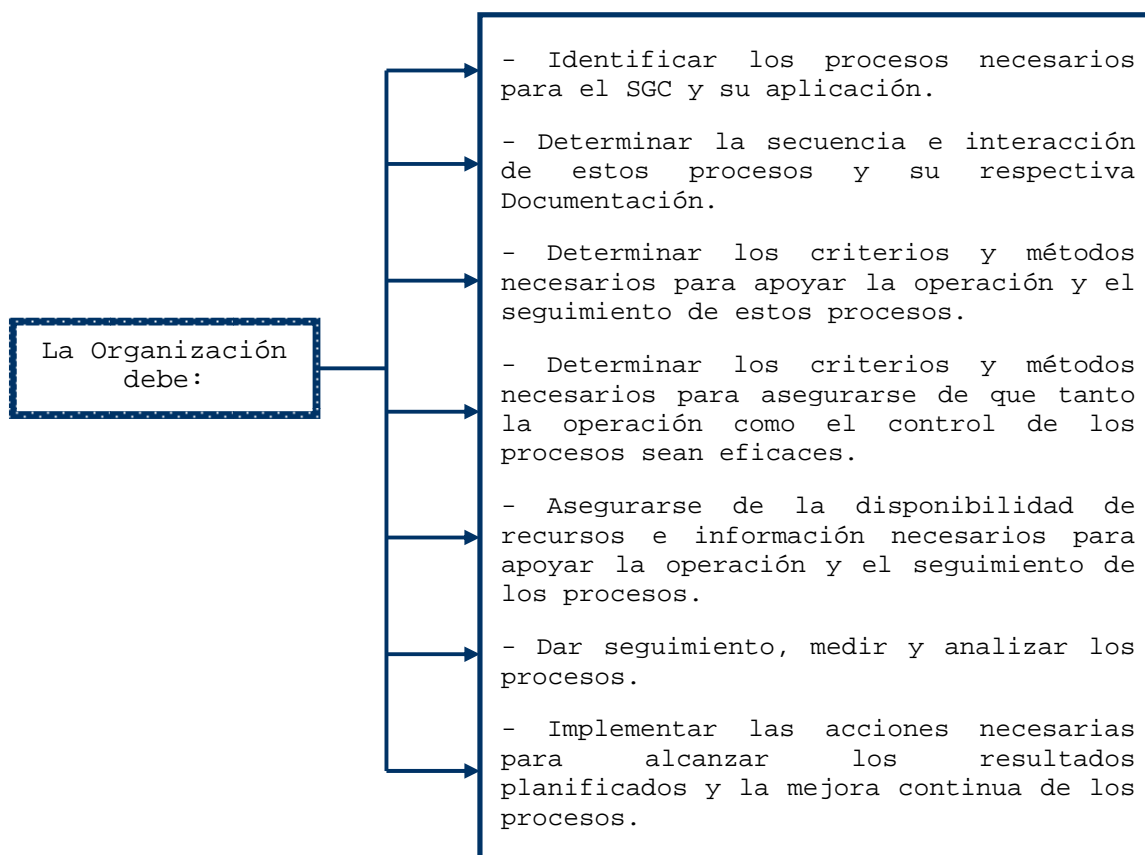 La Organización
debe:
- Identificar los procesos necesarios
para el SGC y su aplicación.
- Determinar la secuencia e interacción
de estos procesos y su respectiva
Documentación.
- Determinar los criterios y métodos
necesarios para apoyar la operación y el
seguimiento de estos procesos.
- Determinar los criterios y métodos
necesarios para asegurarse de que tanto
la operación como el control de los
procesos sean eficaces.
- Asegurarse de la disponibilidad de
recursos e información necesarios para
apoyar la operación y el seguimiento de
los procesos.
- Dar seguimiento, medir y analizar los
procesos.
- Implementar las acciones necesarias
para alcanzar los resultados
planificados y la mejora continua de los
procesos.